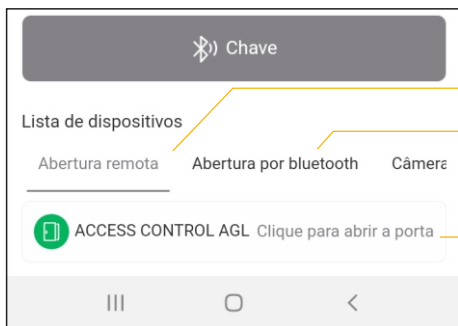 Chave
Lista de dispositivos
Abertura remota Abertura por bluetooth Câmera
ACCESS CONTROL AGL Clique para abrir a porta